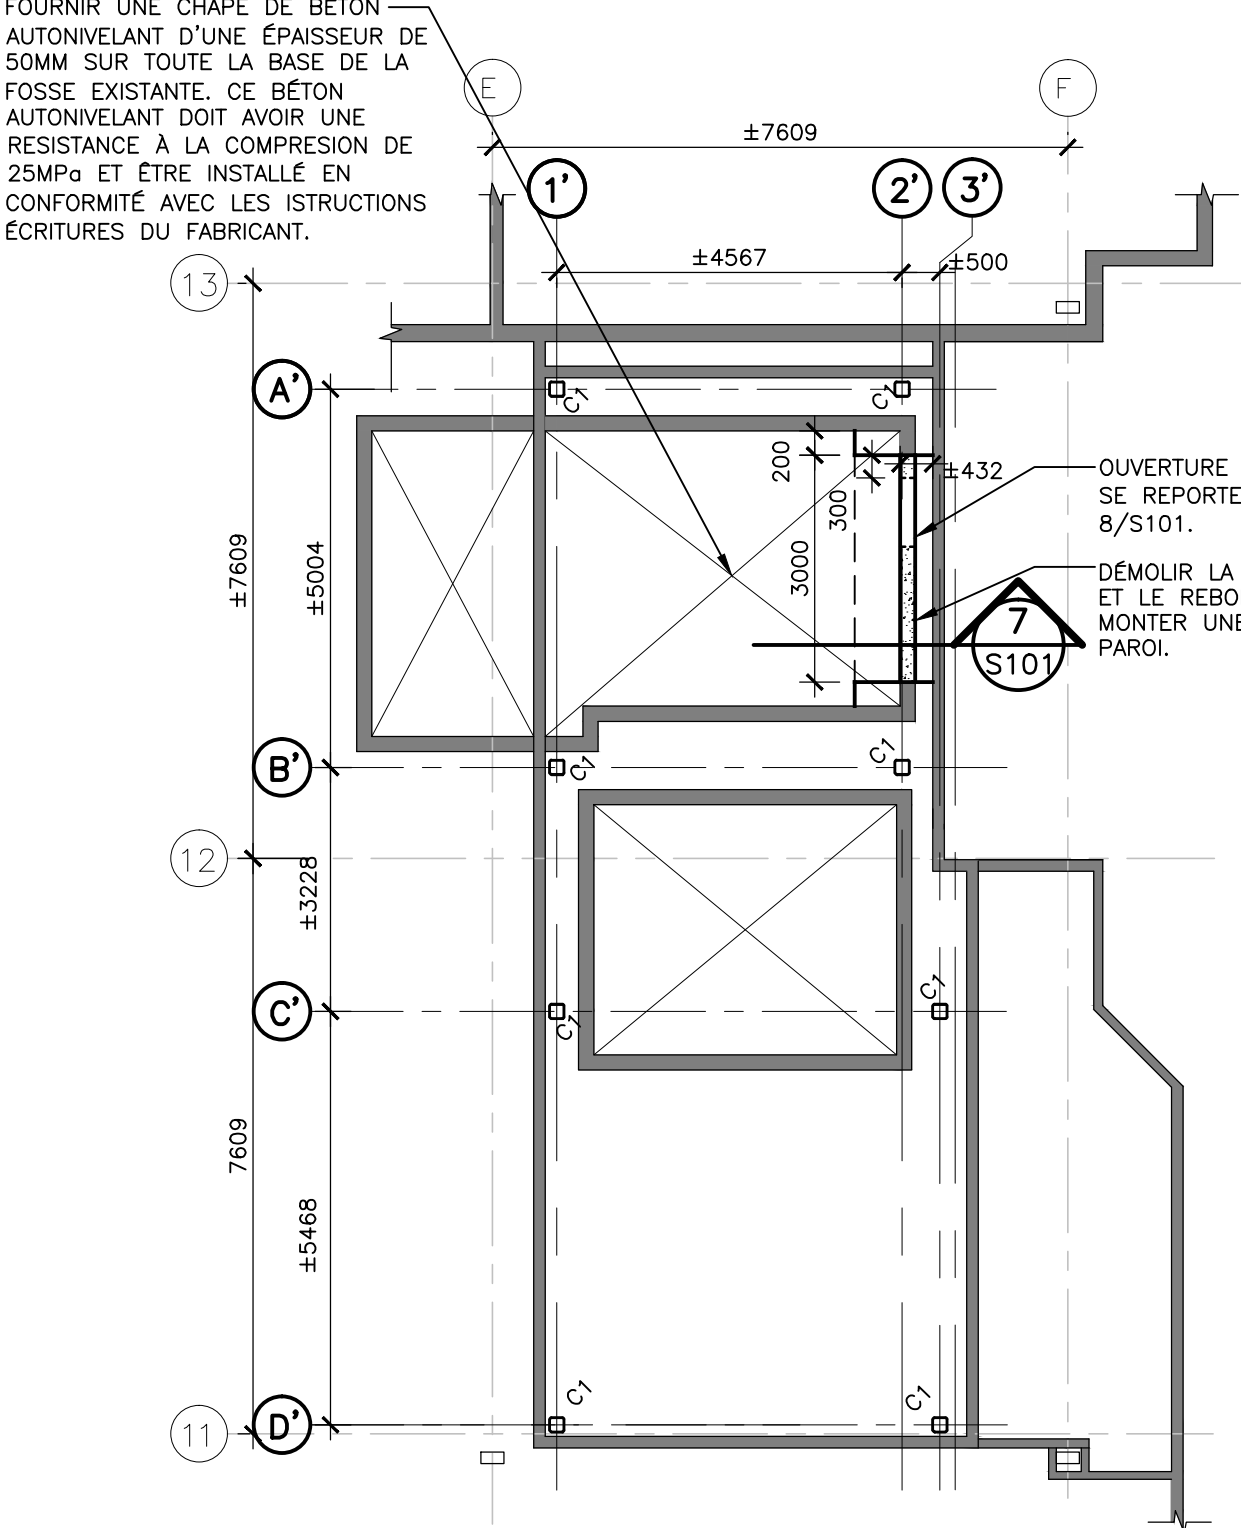 FOURNIR UNE CHAPE DE BÉTON
AUTONIVELANT D'UNE ÉPAISSEUR DE
50MM SUR TOUTE LA BASE DE LA
FOSSE EXISTANTE. CE BÉTON
AUTONIVELANT DOIT AVOIR UNE
RESISTANCE À LA COMPRESION DE
25MPa ET ÊTRE INSTALLÉ EN
CONFORMITÉ AVEC LES ISTRUCTIONS
ÉCRITURES DU FABRICANT.
E
F
±7609
1'
2'
3'
±4567
±500
13
A'
C1
C1
200
±432
300
3000
OUVERTURE
SE REPORTE
8/S101.
DÉMOLIR LA
ET LE REBO
MONTER UNE
PAROI.
7
S101
±7609
±5004
B'
C1
C1
12
±3228
C'
C1
C1
7609
±5468
C1
C1
D'
11